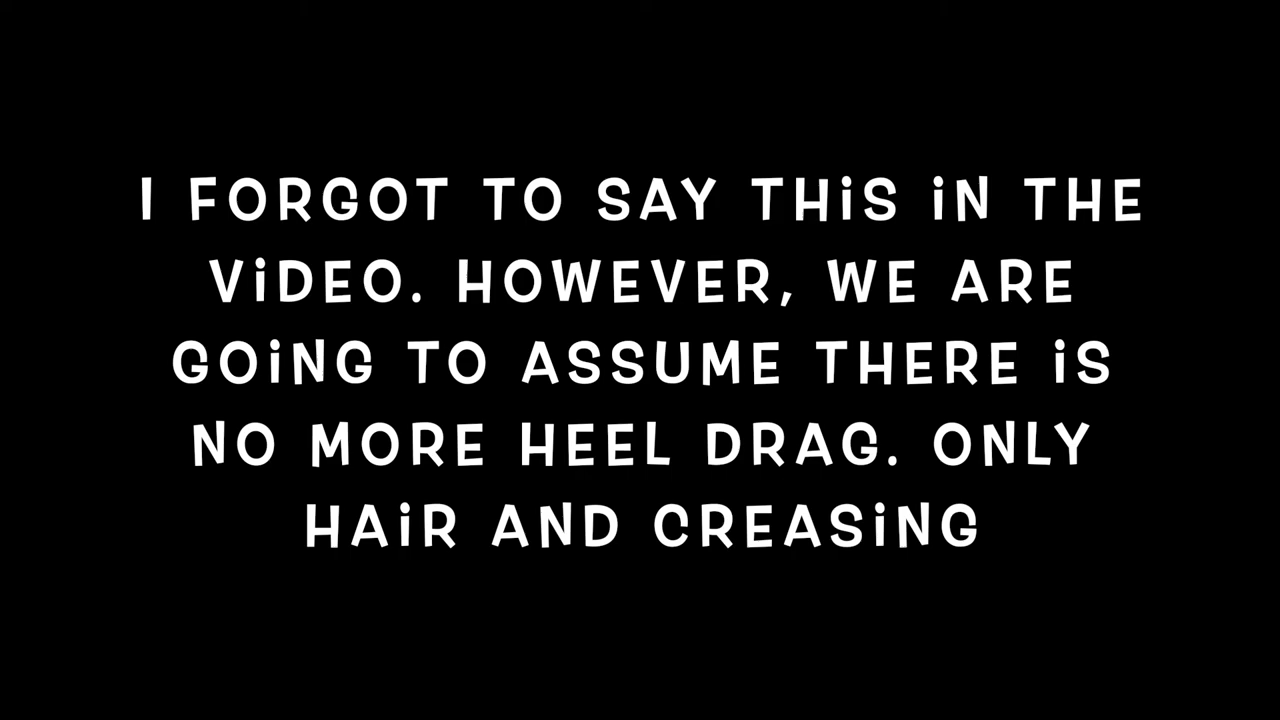 I FORGOT TO SAY THiS iN THE
ViDEO. HOWEVER, WE ARE
GOiNG TO ASSUME THERE iS
NO MORE HEEL DRAG. ONLY
HAiR AND CREASiNG